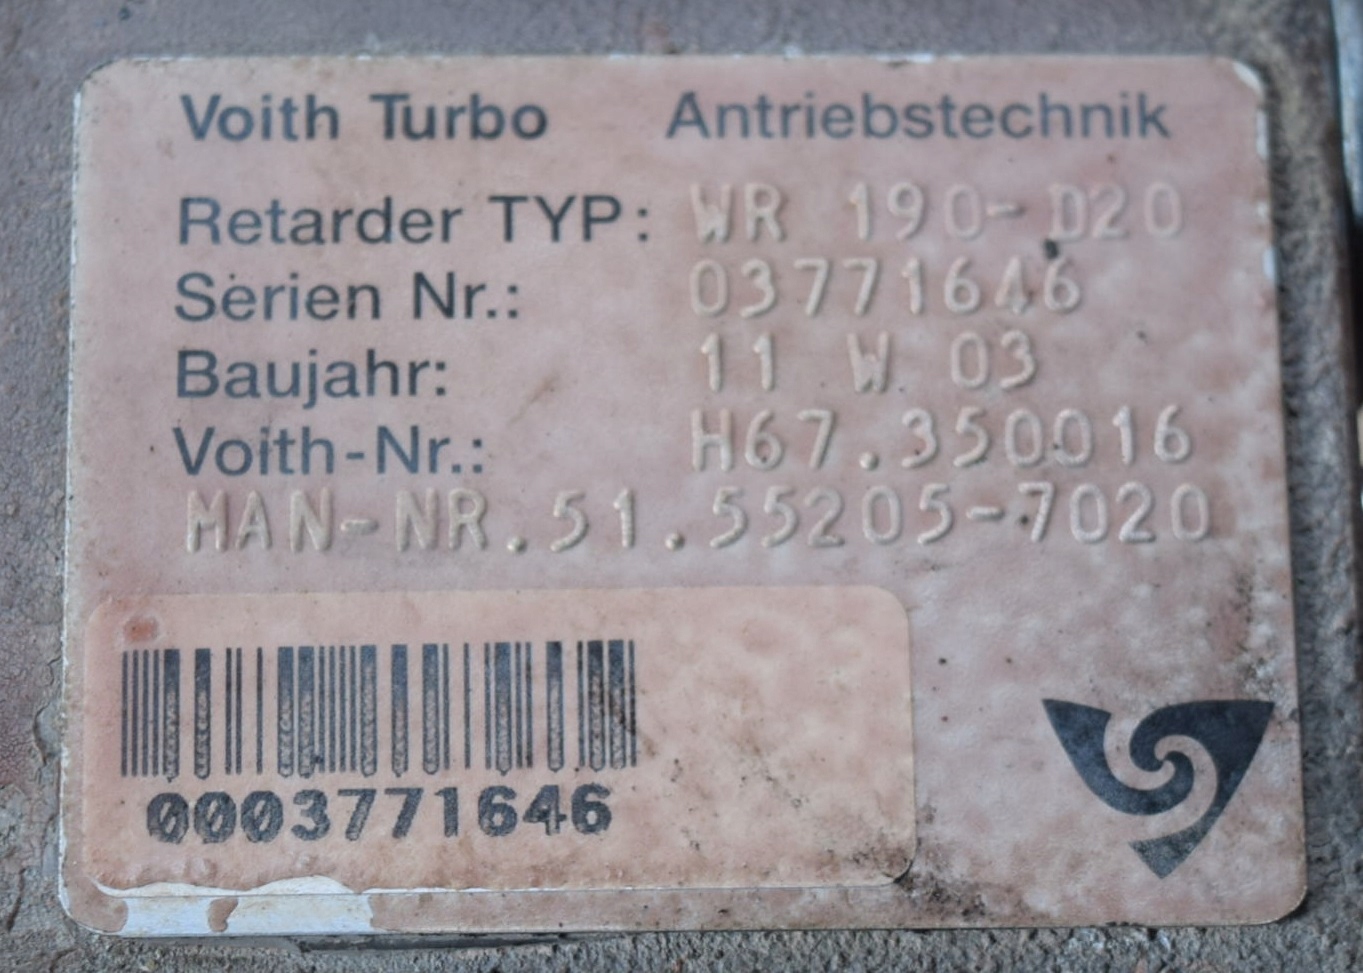 Voith Turbo Antriebstechnik
Retarder TYP: WR 190-D20
Serien Nr.: 03771646
Baujahr: 11 W 03
Voith-Nr.: H67.350016
MAN-NR.51.55205-7020
0003771646